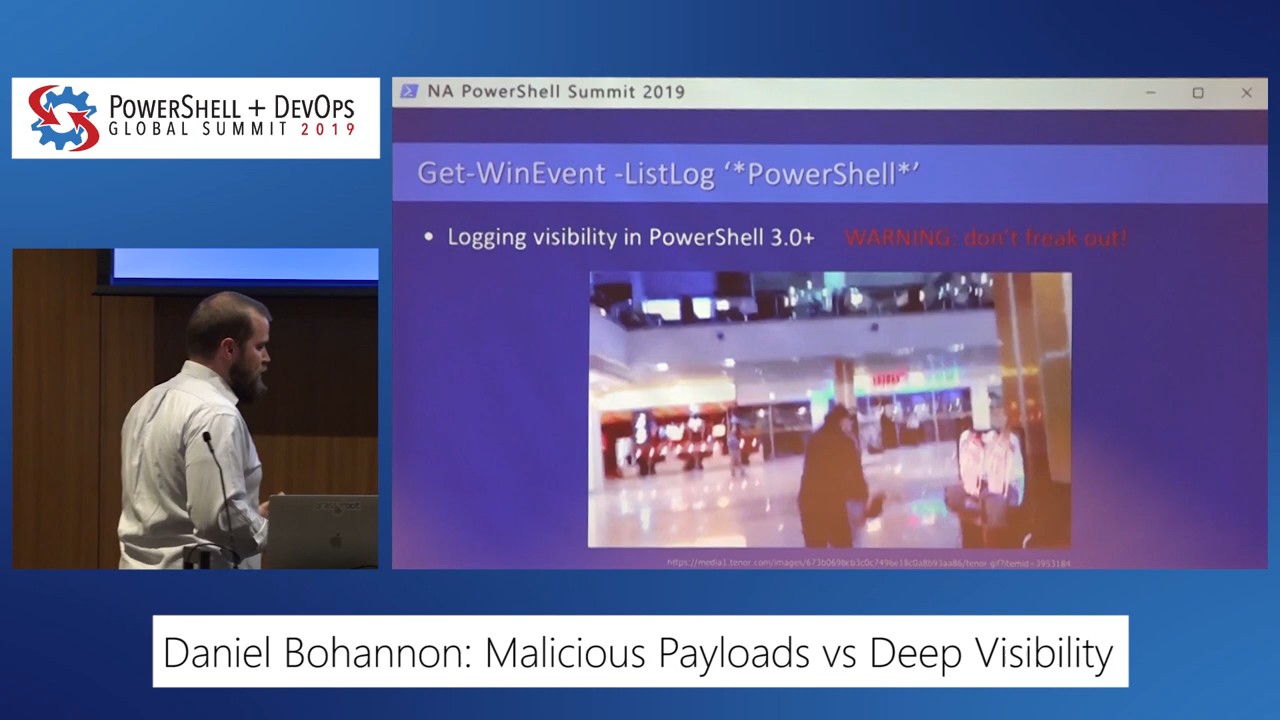 POWERSHELL + DEVOPS
GLOBAL SUMMIT 2019
NA PowerShell Summit 2019
Get-WinEvent -ListLog ‘*PowerShell*’
• Logging visibility in PowerShell 3.0+ WARNING: don't freak out!
Daniel Bohannon: Malicious Payloads vs Deep Visibility